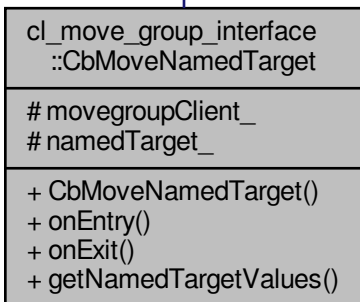 cl_move_group_interface
::CbMoveNamedTarget
# movegroupClient_
# namedTarget_
+ CbMoveNamedTarget()
+ onEntry()
+ onExit()
+ getNamedTargetValues()